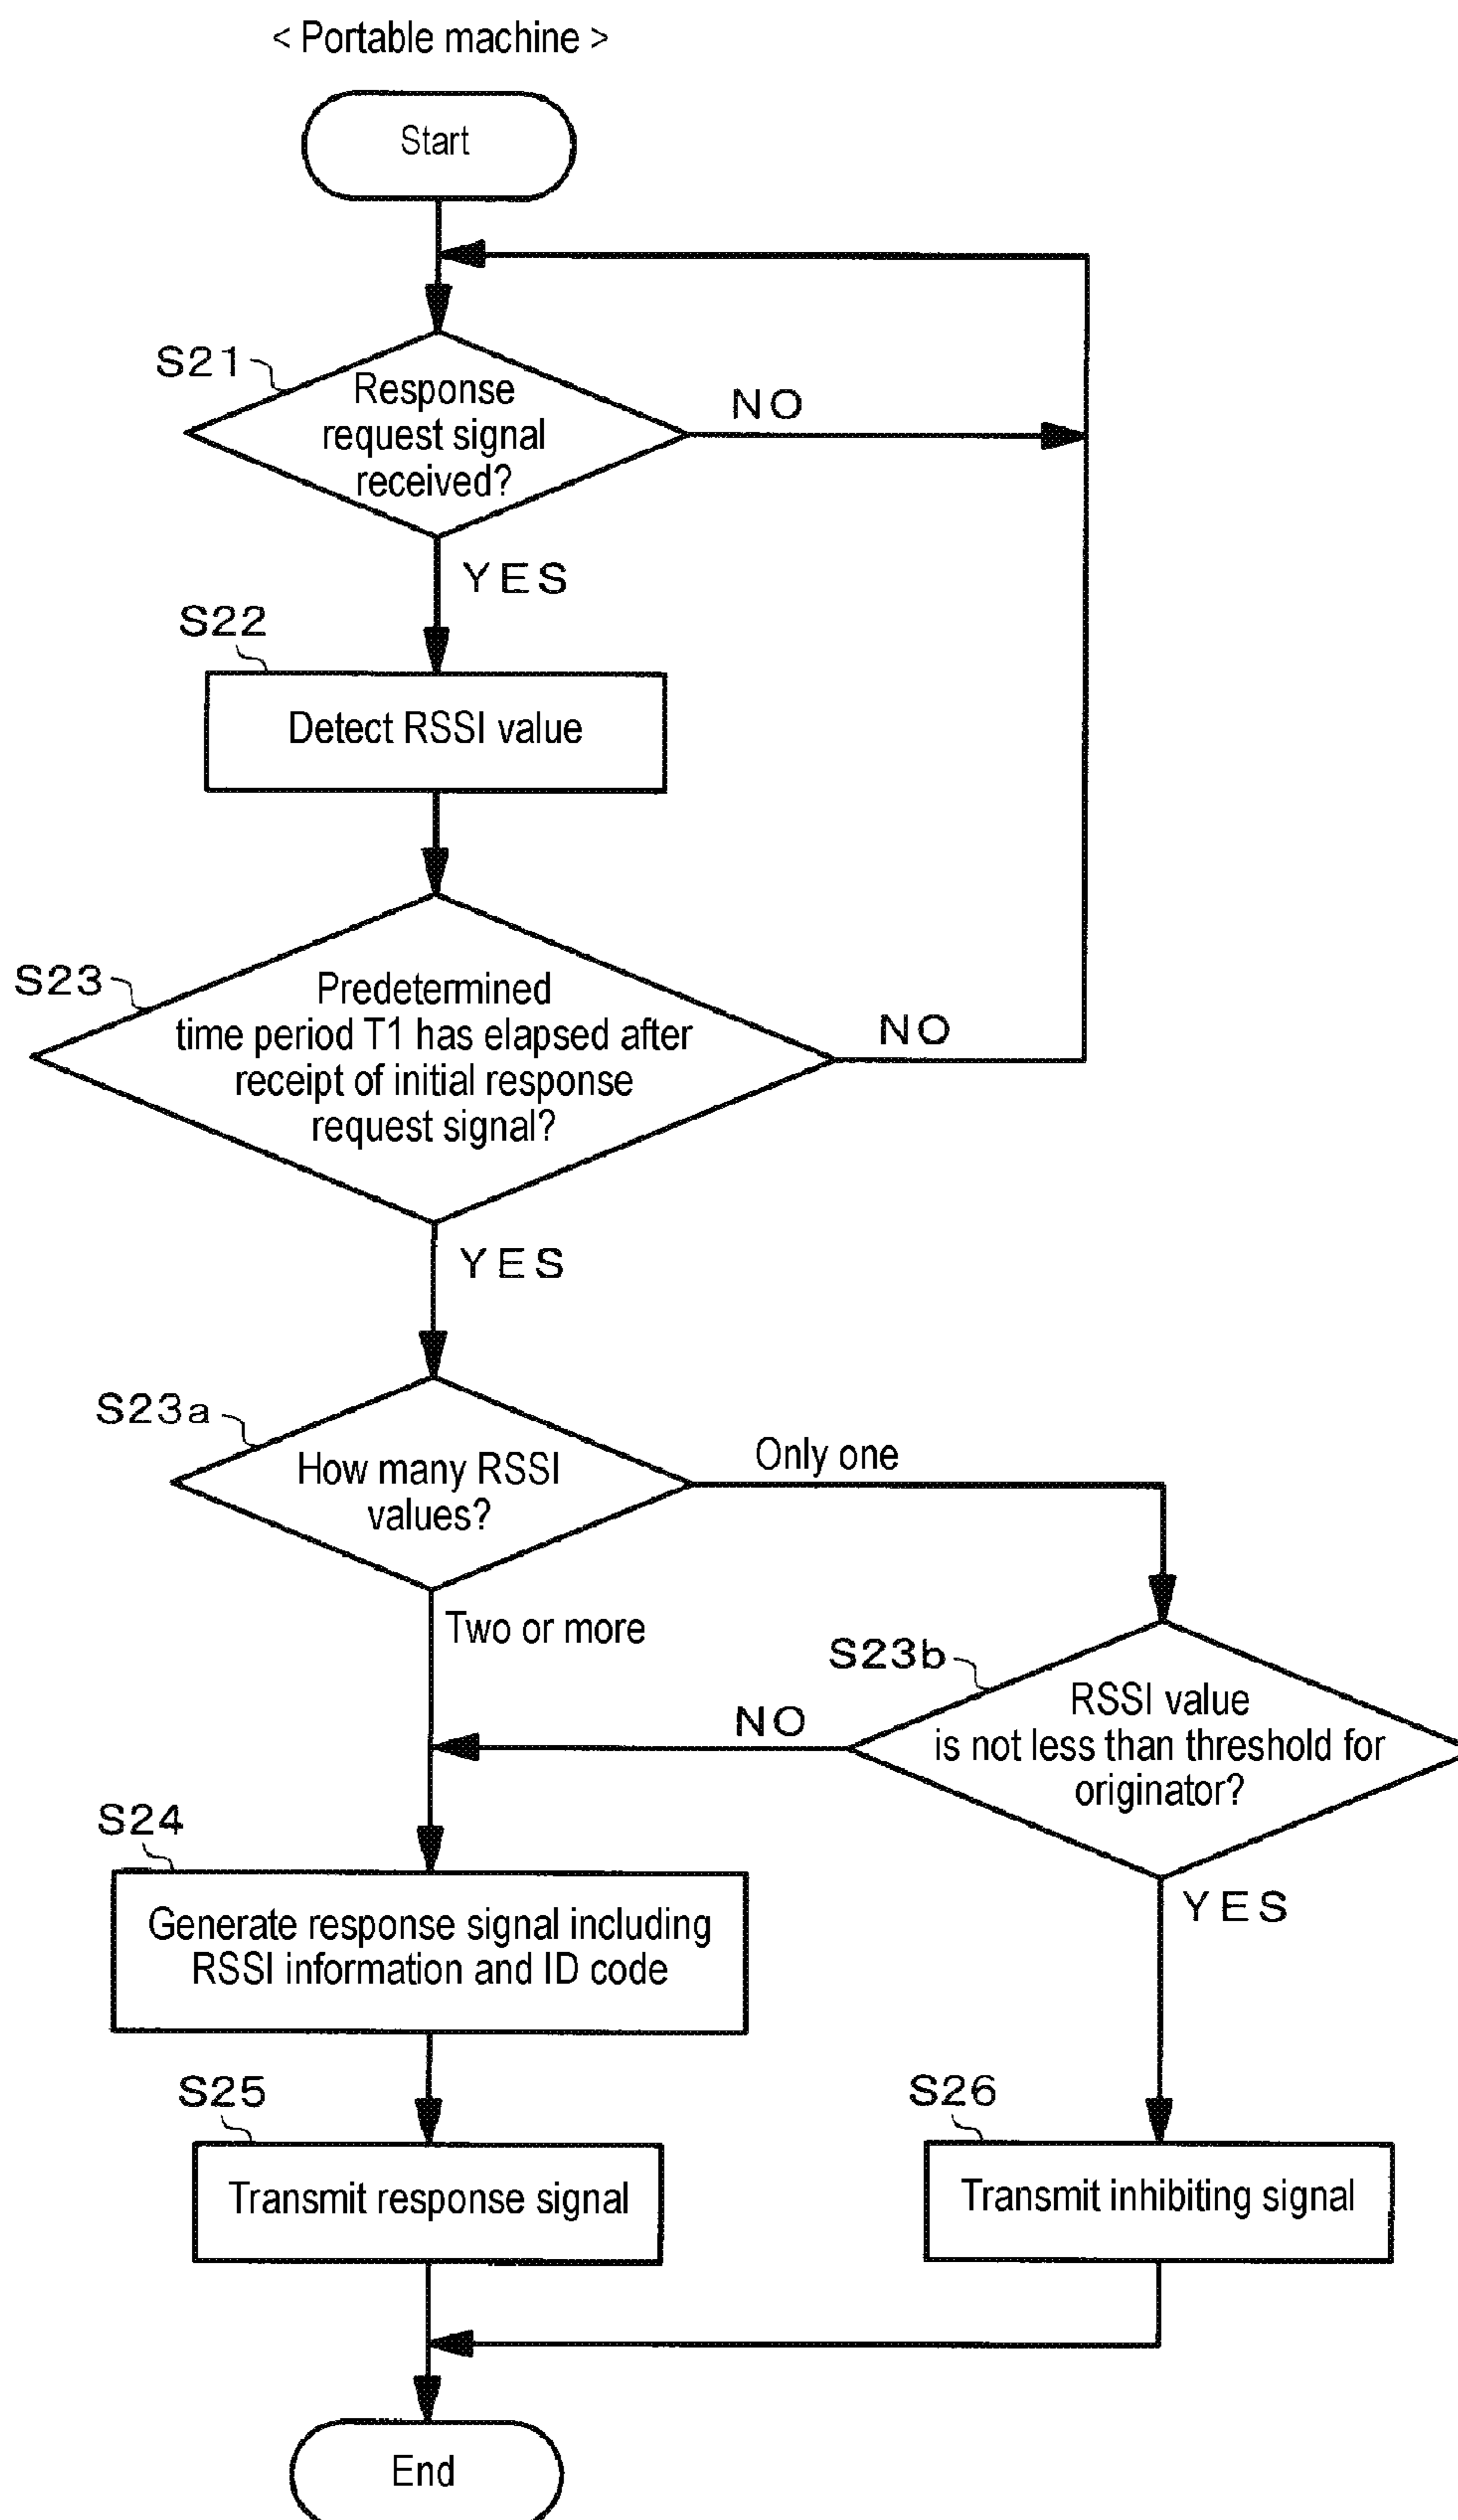 < Portable machine >
Start
S21
Response
request signal
received?
NO
YES
S22
Detect RSSI value
S23
Predetermined
time period T1 has elapsed after
receipt of initial response
request signal?
NO
YES
S23a
How many RSSI
values?
Only one
Two or more
S23b
RSSI value
is not less than threshold for
originator?
NO
YES
S24
Generate response signal including
RSSI information and ID code
S25
Transmit response signal
S26
Transmit inhibiting signal
End